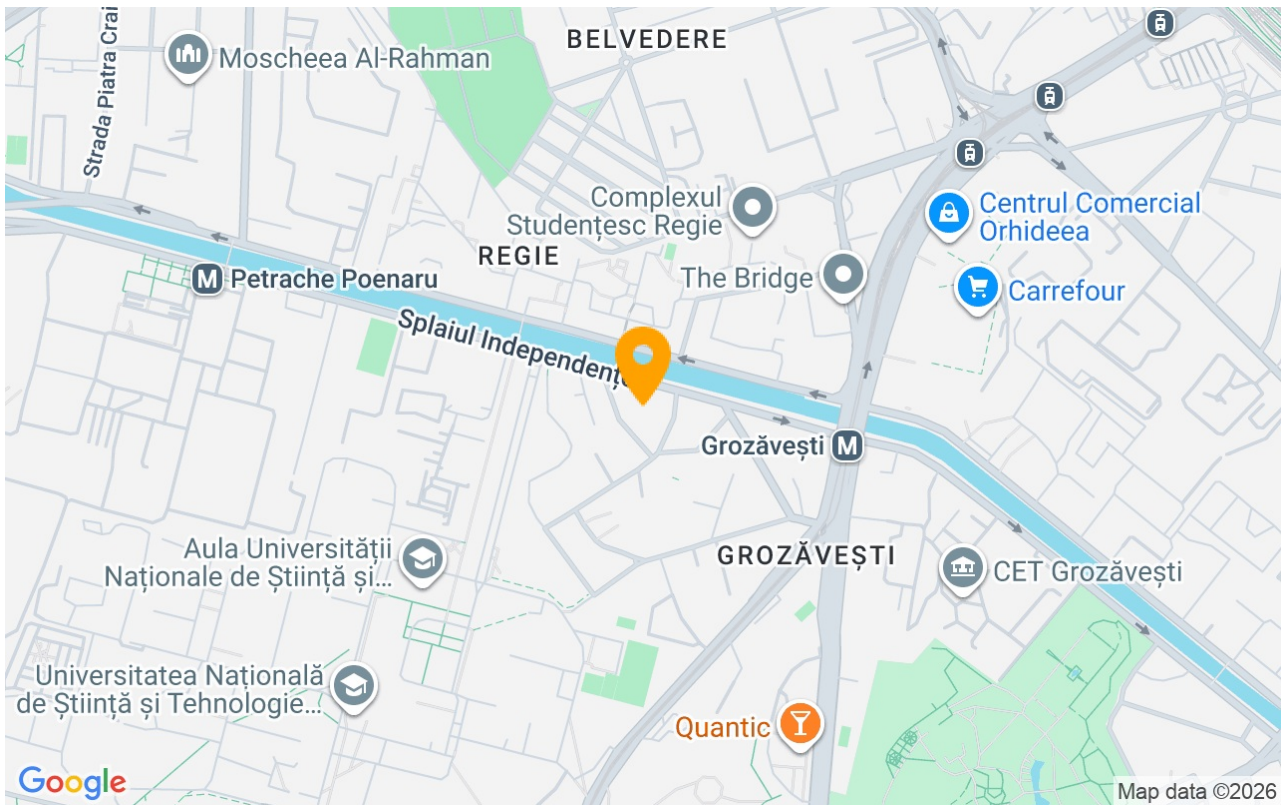 BELVEDERE
Moscheea Al-Rahman
Strada Piatra Crai
Complexul
Studențesc Regie
Centrul Comercial
Orhideea
REGIE
The Bridge
Carrefour
Petrache Poenaru
Splaiul Independențe
Grozăvești
GROZĂVEȘTI
Aula Universității
Naționale de Știință și...
CET Grozăvești
Universitatea Națională
de Știință și Tehnologie...
Quantic
Google
Map data ©2026